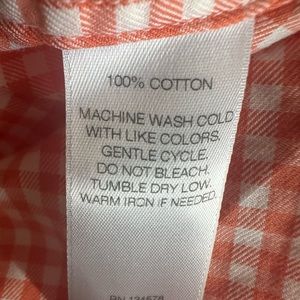 100% COTTON
MACHINE WASH COLD
WITH LIKE COLORS.
GENTLE CYCLE.
DO NOT BLEACH.
TUMBLE DRY LOW.
WARM IRON IF NEEDED.
RN